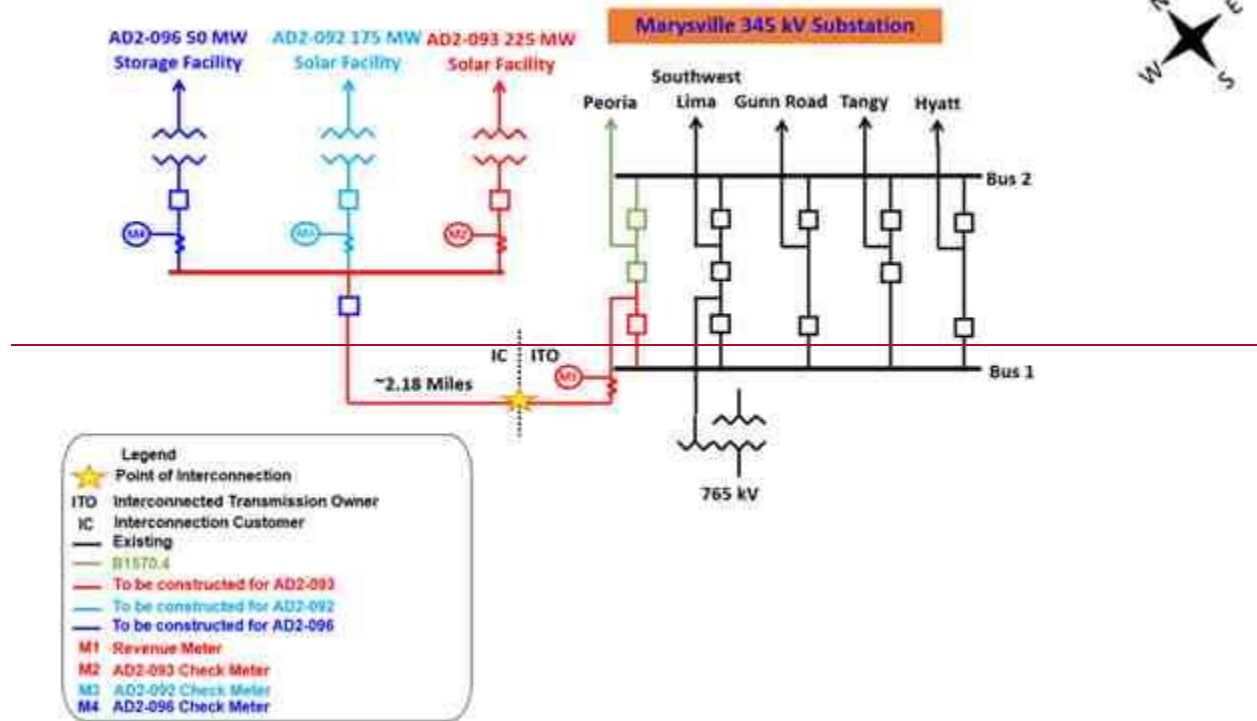 Marysville 345 kV Substation
N
E
W
S
AD2-096 50 MW
Storage Facility
AD2-092 175 MW
Solar Facility
AD2-093 225 MW
Solar Facility
Peoria
Southwest
Lima
Gunn Road
Tangy
Hyatt
Bus 2
M4
M3
M2
IC
ITO
~2.18 Miles
M1
Bus 1
765 kV
Legend
Point of Interconnection
ITO Interconnected Transmission Owner
IC Interconnection Customer
Existing
B1570.4
To be constructed for AD2-093
To be constructed for AD2-092
To be constructed for AD2-096
M1 Revenue Meter
M2 AD2-093 Check Meter
M3 AD2-092 Check Meter
M4 AD2-096 Check Meter